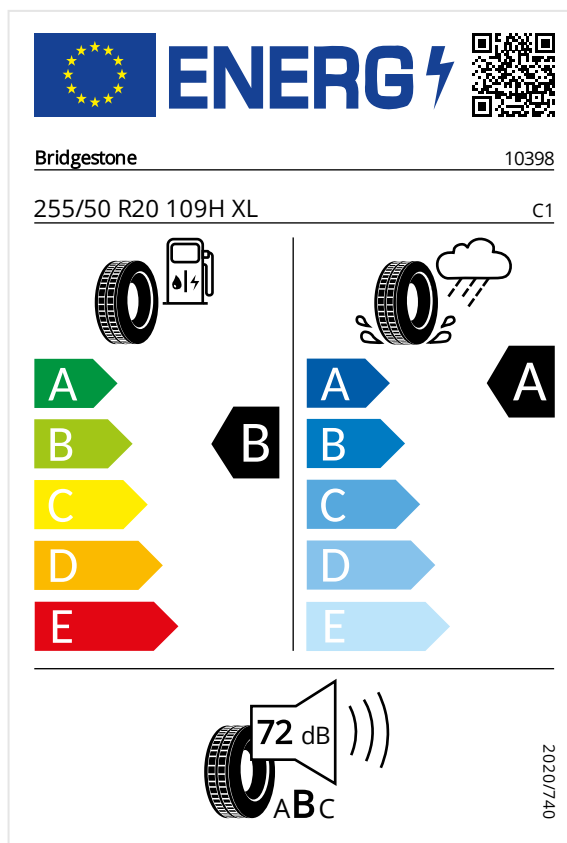 ENERG
Bridgestone 10398
255/50 R20 109H XL C1
A A A
B B B
C C
D D
E E
72 dB
ABC
2020/740